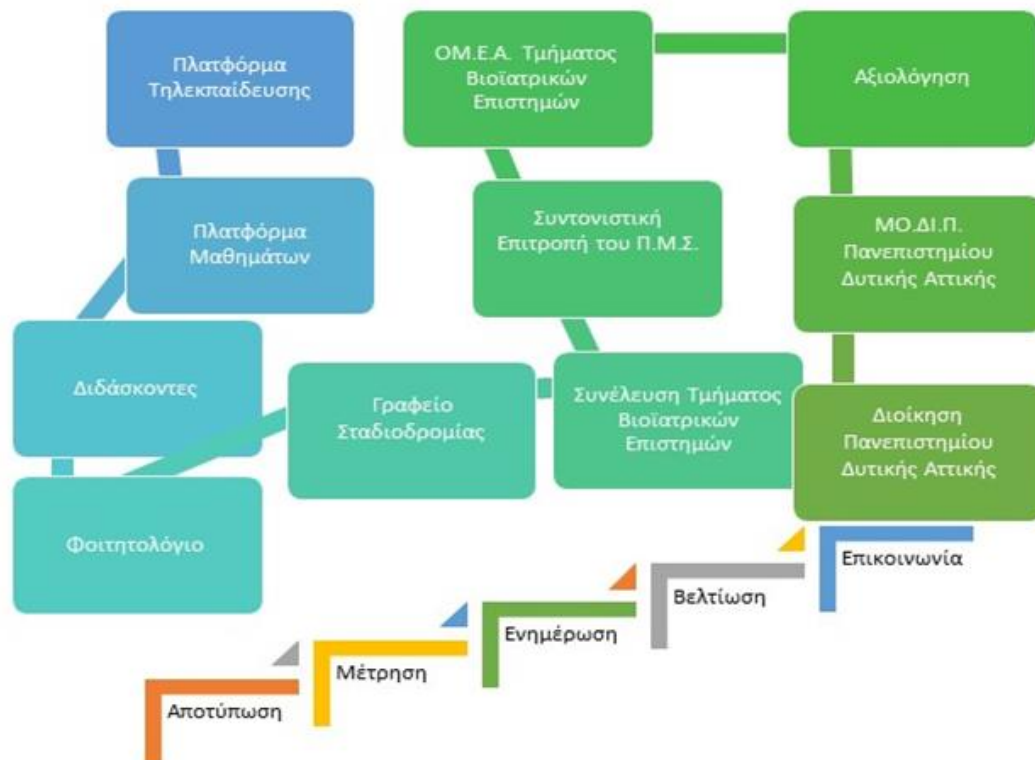 Πλατφόρμα
Τηλεκπαίδευσης
Πλατφόρμα
Μαθημάτων
Διδάσκοντες
Φοιτητολόγιο
Γραφείο
Σταδιοδρομίας
Συνέλευση Τμήματος
Βιοϊατρικών
Επιστημών
Συντονιστική
Επιτροπή του Π.Μ.Σ.
ΟΜ.Ε.Α. Τμήματος
Βιοϊατρικών
Επιστημών
Αξιολόγηση
ΜΟ.ΔΙ.Π.
Πανεπιστημίου
Δυτικής Αττικής
Διοίκηση
Πανεπιστημίου
Δυτικής Αττικής
Αποτύπωση
Μέτρηση
Ενημέρωση
Βελτίωση
Επικοινωνία